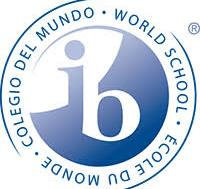 COLEGIO DEL MUNDO · WORLD SCHOOL · ÉCOLE DU MONDE ·
ib
®